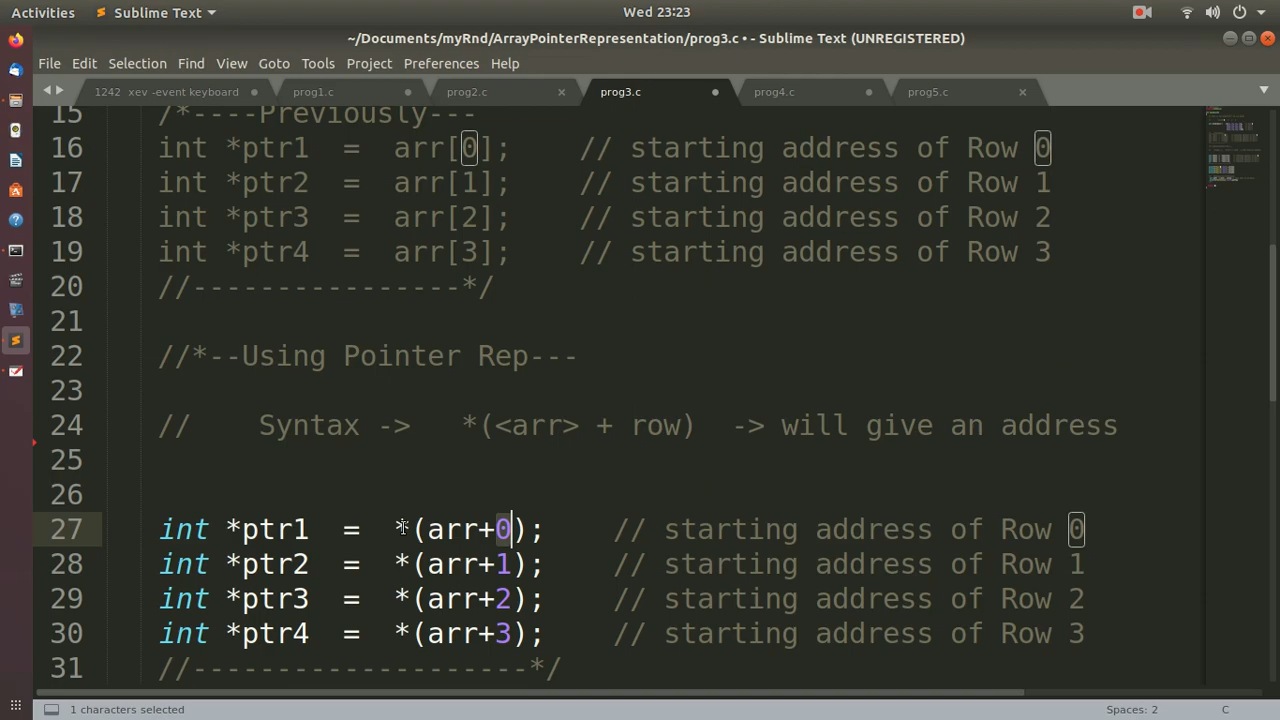 Activities Sublime Text Wed 23:23
~/Documents/myRnd/ArrayPointerRepresentation/prog3.c • - Sublime Text (UNREGISTERED)
File Edit Selection Find View Goto Tools Project Preferences Help
1242 xev -event keyboard prog1.c prog2.c prog3.c prog4.c prog5.c
15 /*----Previously---
16 int *ptr1 = arr[0]; // starting address of Row 0
17 int *ptr2 = arr[1]; // starting address of Row 1
18 int *ptr3 = arr[2]; // starting address of Row 2
19 int *ptr4 = arr[3]; // starting address of Row 3
20 //----------------*/
21
22 //*--Using Pointer Rep---
23
24 // Syntax -> *(<arr> + row) -> will give an address
25
26
27 int *ptr1 = *(arr+0); // starting address of Row 0
28 int *ptr2 = *(arr+1); // starting address of Row 1
29 int *ptr3 = *(arr+2); // starting address of Row 2
30 int *ptr4 = *(arr+3); // starting address of Row 3
31 //--------------------*/
1 characters selected Spaces: 2 C